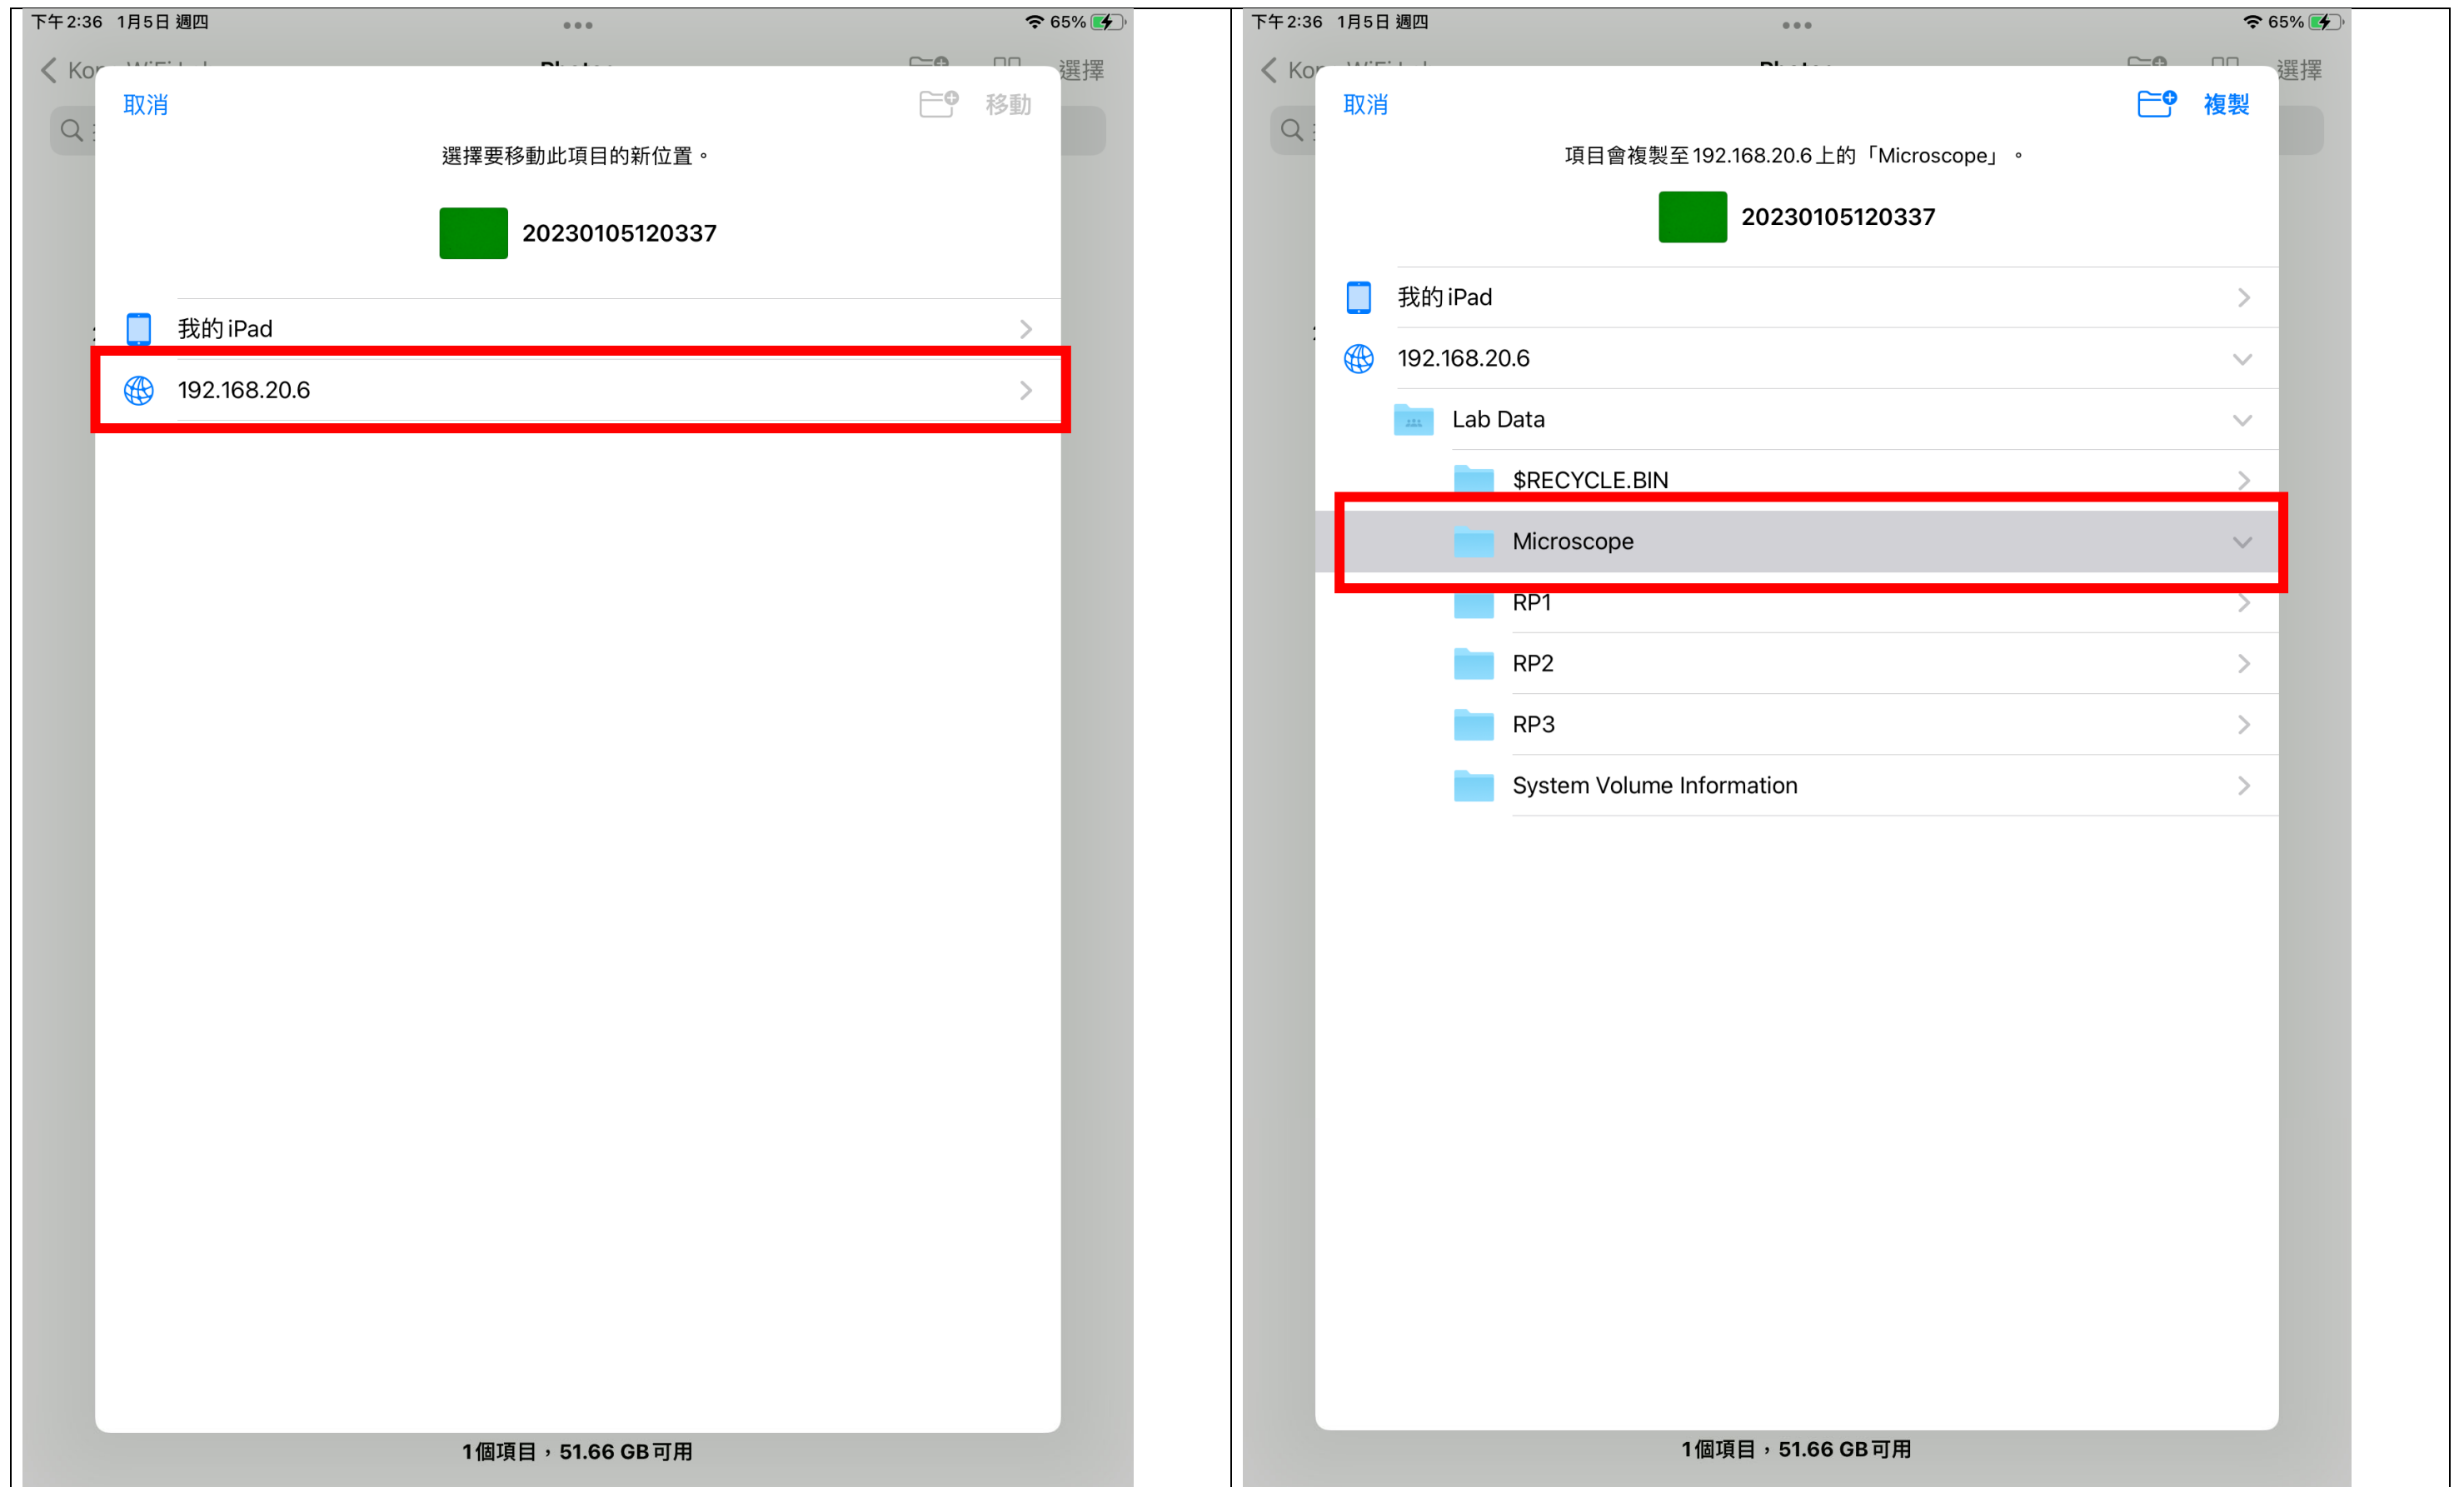 下午2:36 1月5日 週四
65%
選擇
取消
移動
選擇要移動此項目的新位置。
20230105120337
我的 iPad
192.168.20.6
1個項目，51.66 GB可用
下午2:36 1月5日 週四
65%
選擇
取消
複製
項目會複製至192.168.20.6上的「Microscope」。
20230105120337
我的 iPad
192.168.20.6
Lab Data
$RECYCLE.BIN
Microscope
RP1
RP2
RP3
System Volume Information
1個項目，51.66 GB可用